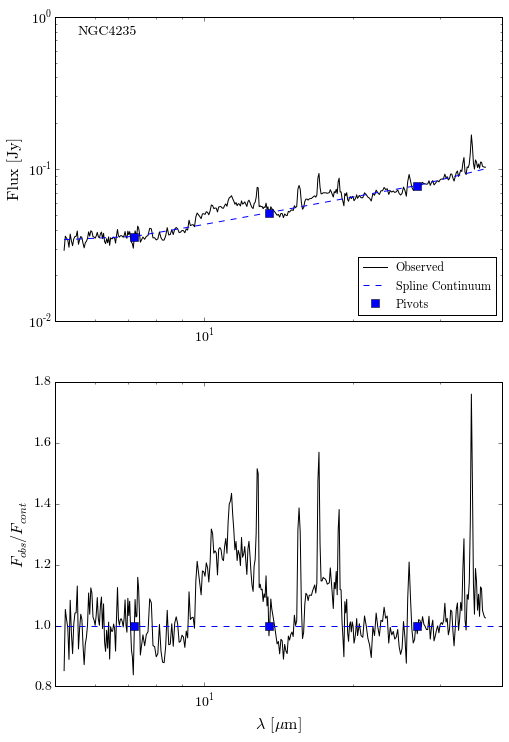 NGC4235
10^0
10^-1
10^-2
Flux [Jy]
Observed
Spline Continuum
Pivots
10^1
1.8
1.6
1.4
1.2
1.0
0.8
F_obs/F_cont
10^1
λ [μm]